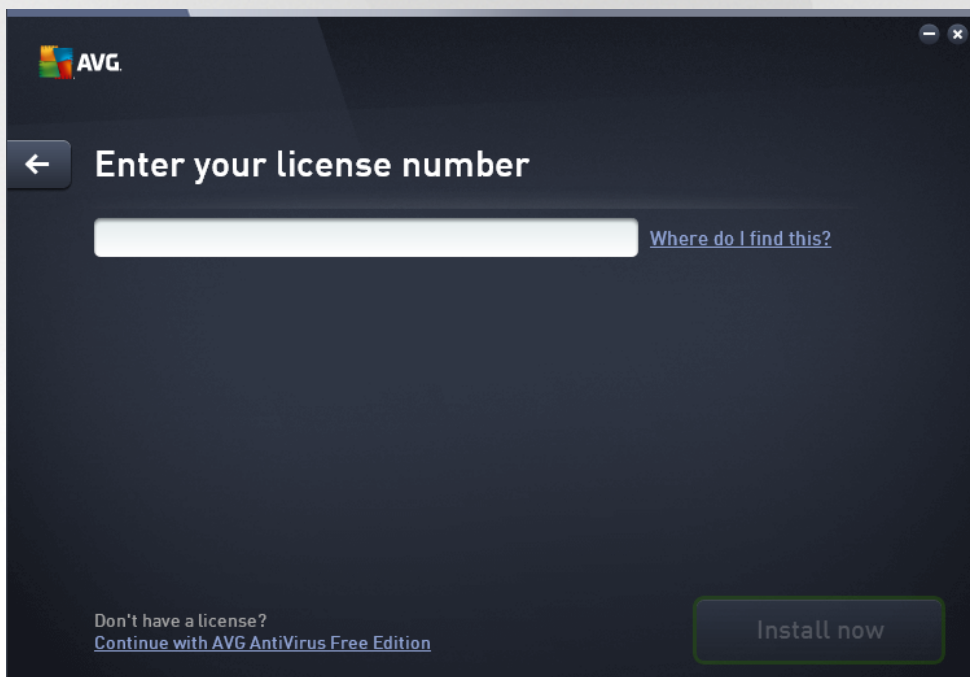 AVG.
Enter your license number
Where do I find this?
Don't have a license?
Continue with AVG AntiVirus Free Edition
Install now